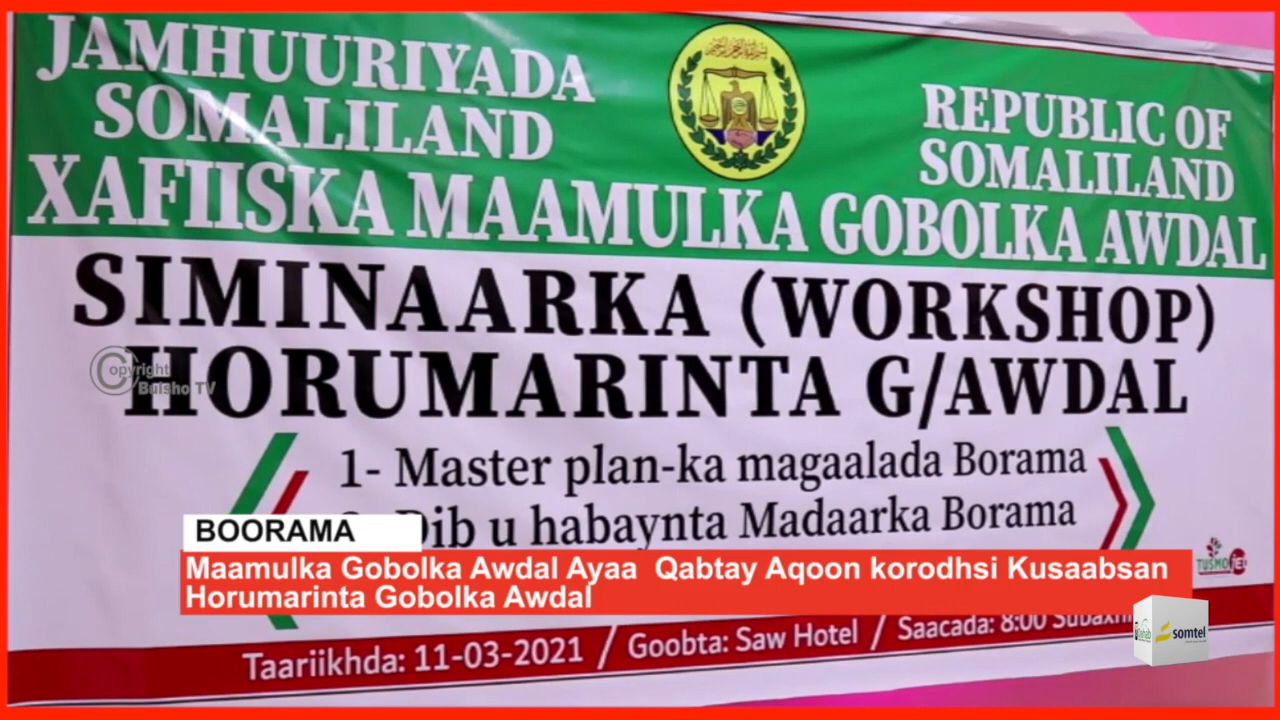 JAMHUURIYADA
SOMALILAND
REPUBLIC OF
SOMALILAND
XAFIISKA MAAMULKA GOBOLKA AWDAL
SIMINAARKA (WORKSHOP)
HORUMARINTA G/AWDAL
Copyright
Buisho TV
1- Master plan-ka magaalada Borama
Dib u habaynta Madaarka Borama
BOORAMA
Maamulka Gobolka Awdal Ayaa Qabtay Aqoon korodhsi Kusaabsan
Horumarinta Gobolka Awdal
TUSMO
somtel
Taariikhda: 11-03-2021 / Goobta: Saw Hotel / Saacada: 8:00